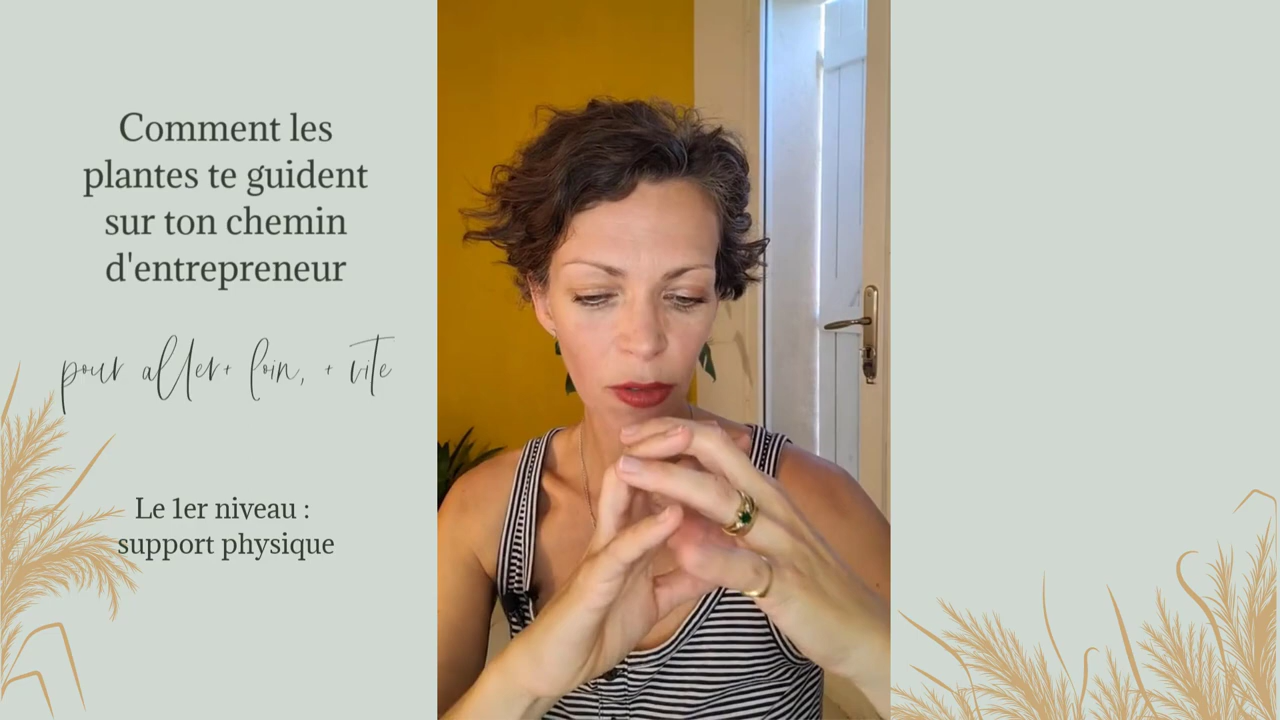 Comment les
plantes te guident
sur ton chemin
d'entrepreneur
pour aller + loin, + vite
Le 1er niveau :
support physique